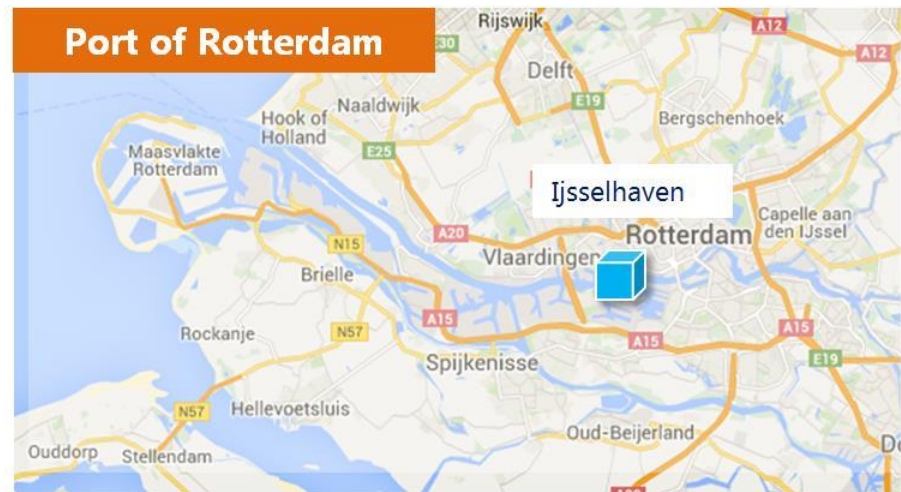 Port of Rotterdam
Rijswijk
A12
E30
A12
Delft
E19
Naaldwijk
Hook of
Holland
Bergschenhoek
E25
Maasvlakte
Rotterdam
Ijsselhaven
Capelle aan
den IJssel
A20
Rotterdam
N15
Vlaardingen
Brielle
A15
A15
N57
Rockanje
A15
E19
Spijkenisse
N57
Hellevoetsluis
Oud-Beijerland
Ouddorp
Stellendam